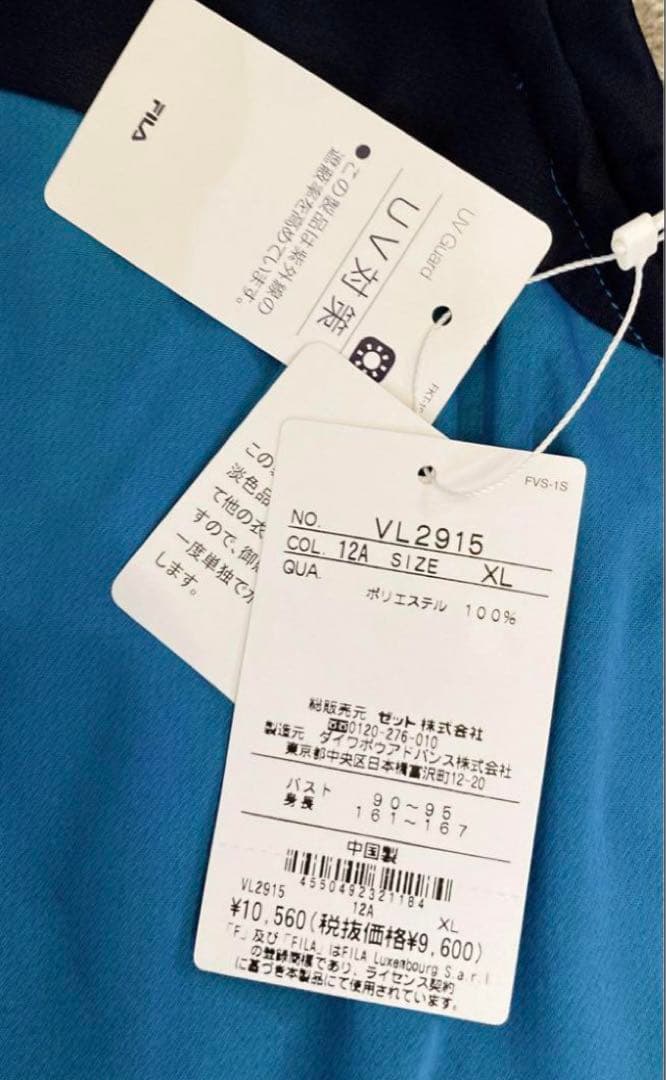 FILA
UV Guard
UV対策
●この製品は紫外線の
遮蔽率を高めています。
FKT-1S
この
淡色品
て他の衣
すので、御
一度単独で
します。
FVS-1S
NO. VL2915
COL. 12A SIZE XL
QUA.
ポリエステル 100%
総販売元 ゼット株式会社
0120-276-010
製造元 ダイワボウアドバンス株式会社
東京都中央区日本橋富沢町12-20
バスト 90～95
身長 161～167
中国製
4550492321184
VL2915 12A XL
¥10,560(税抜価格¥9,600)
「F」及び「FILA」はFILA Luxembourg S.a.r.l
の登録商標であり、ライセンス契約
に基づき本製品にて使用されています。